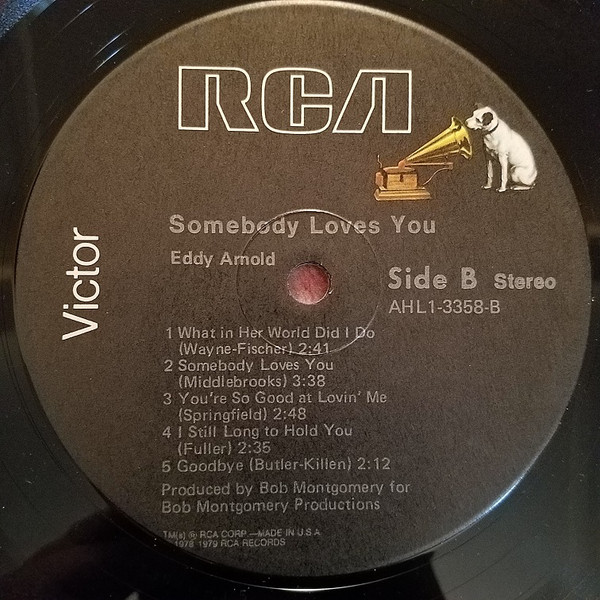 RCA
Victor
Somebody Loves You
Eddy Arnold
Side B Stereo
AHL1-3358-B
1 What in Her World Did I Do
(Wayne-Fischer) 2:41
2 Somebody Loves You
(Middlebrooks) 3:38
3 You're So Good at Lovin' Me
(Springfield) 2:48
4 I Still Long to Hold You
(Fuller) 2:35
5 Goodbye (Butler-Killen) 2:12
Produced by Bob Montgomery for
Bob Montgomery Productions
TM(s) ® RCA CORP.—MADE IN U.S.A
1978, 1979 RCA RECORDS